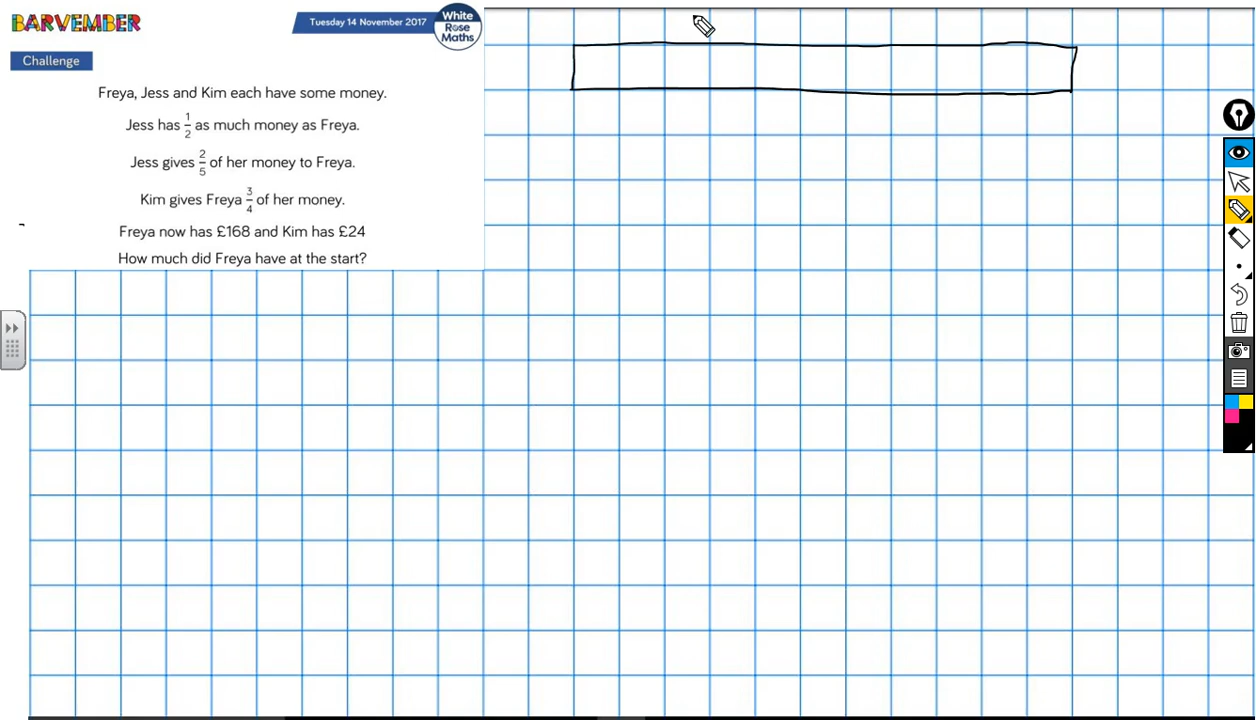 BARVEMBER
Tuesday 14 November 2017
White
Rose
Maths
Challenge
Freya, Jess and Kim each have some money.
Jess has 1/2 as much money as Freya.
Jess gives 2/5 of her money to Freya.
Kim gives Freya 3/4 of her money.
Freya now has £168 and Kim has £24
How much did Freya have at the start?